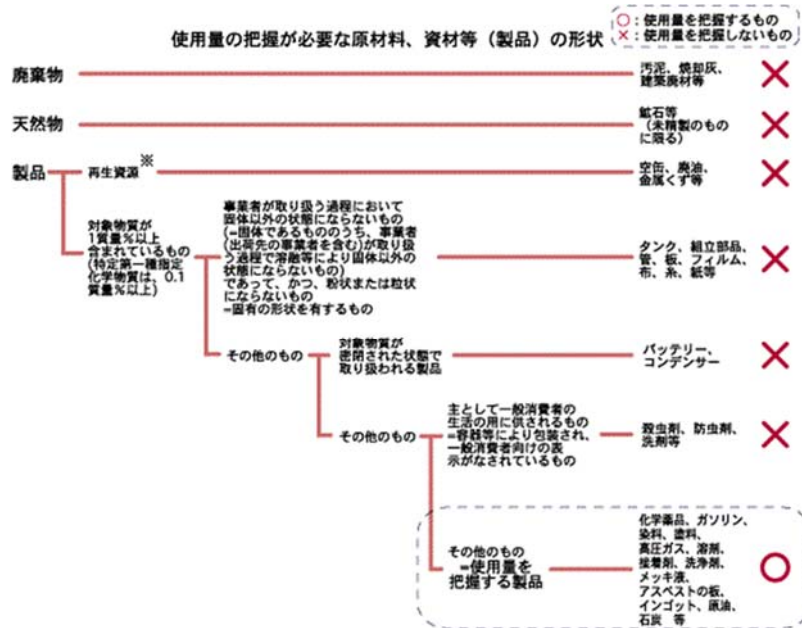 ○：使用量を把握するもの
×：使用量を把握しないもの
使用量の把握が必要な原材料、資材等（製品）の形状
廃棄物
汚泥、焼却灰、
建築廃材等
天然物
鉱石等
（未精製のもの
に限る）
製品
再生資源※
空缶、廃油、
金属くず等
対象物質が
1質量％以上
含まれているもの
(特定第一種指定
化学物質は、0.1
質量％以上)
事業者が取り扱う過程において
固体以外の状態にならないもの
(=固体であるもののうち、事業者
(出荷先の事業者を含む)が取り扱
う過程で溶融等により固体以外の
状態にならないもの)
であって、かつ、粉状または粒状
にならないもの
=固有の形状を有するもの
タンク、組立部品、
管、板、フィルム、
布、糸、紙等
その他のもの
対象物質が
密閉された状態で
取り扱われる製品
バッテリー、
コンデンサー
その他のもの
主として一般消費者の
生活の用に供されるもの
=容器等により包装され、
一般消費者向けの表
示がなされているもの
殺虫剤、防虫剤、
洗剤等
その他のもの
=使用量を
把握する製品
化学薬品、ガソリン、
染料、塗料、
高圧ガス、溶剤、
接着剤、洗浄剤、
メッキ液、
アスベストの板、
インゴット、原油、
石炭 等